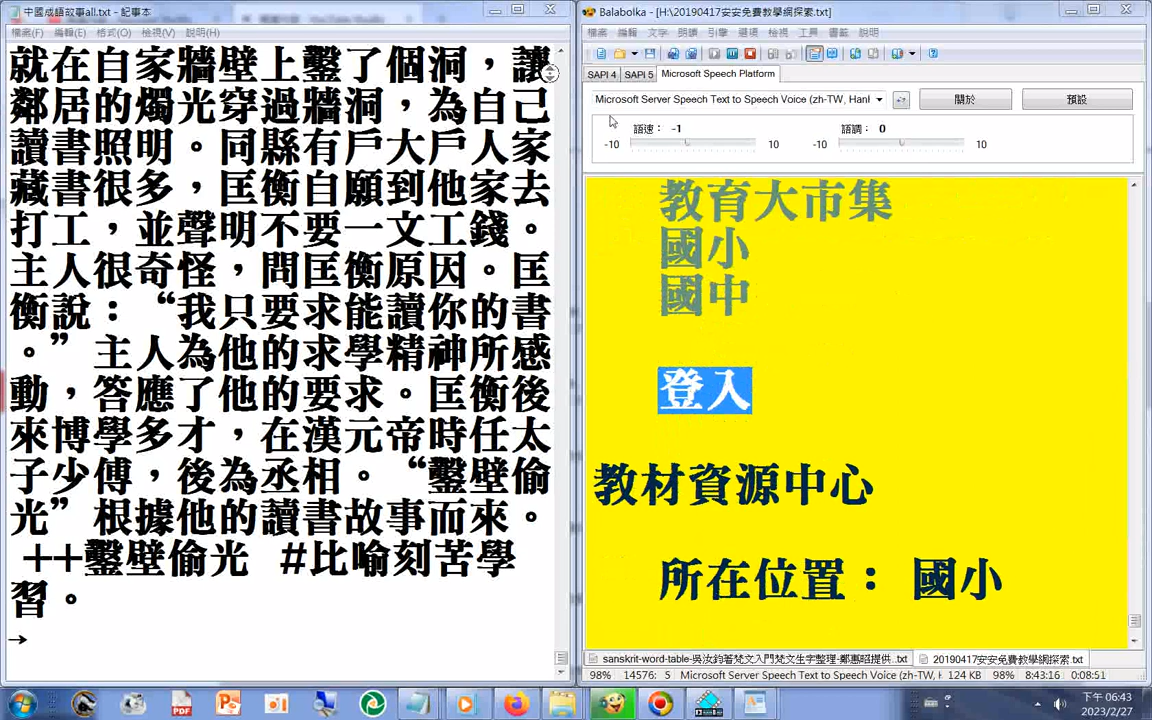 中國成語故事all.txt - 記事本
檔案(F) 編輯(E) 格式(O) 檢視(V) 說明(H)
就在自家牆壁上鑿了個洞，讓
鄰居的燭光穿過牆洞，為自己
讀書照明。同縣有戶大戶人家
藏書很多，匡衡自願到他家去
打工，並聲明不要一文工錢。
主人很奇怪，問匡衡原因。匡
衡說：“我只要求能讀你的書
。” 主人為他的求學精神所感
動，答應了他的要求。匡衡後
來博學多才，在漢元帝時任太
子少傅，後為丞相。“鑿壁偷
光” 根據他的讀書故事而來。
++鑿壁偷光 #比喻刻苦學
習。
→
Balabolka - [H:\20190417安安免費教學網探索.txt]
檔案 編輯 文字 朗讀 選項 檢視 工具 書籤 說明
SAPI 4 SAPI 5 Microsoft Speech Platform
Microsoft Server Speech Text to Speech Voice (zh-TW, Hanl
關於 預設
語速： -1 語調： 0
-10 10 -10 10
教育大市集
國小
國中
登入
教材資源中心
所在位置： 國小
sanskrit-word-table-吳汝鈞著梵文入門梵文生字整理-鄭惠昭提供..txt 20190417安安免費教學網探索.txt
98% 14576: 5 Microsoft Speech Platform - Microsoft Server Speech Text to Speech Voice (zh-TW, H 124 KB 98% 8:43:16 0:08:51
下午 06:43
2023/2/27